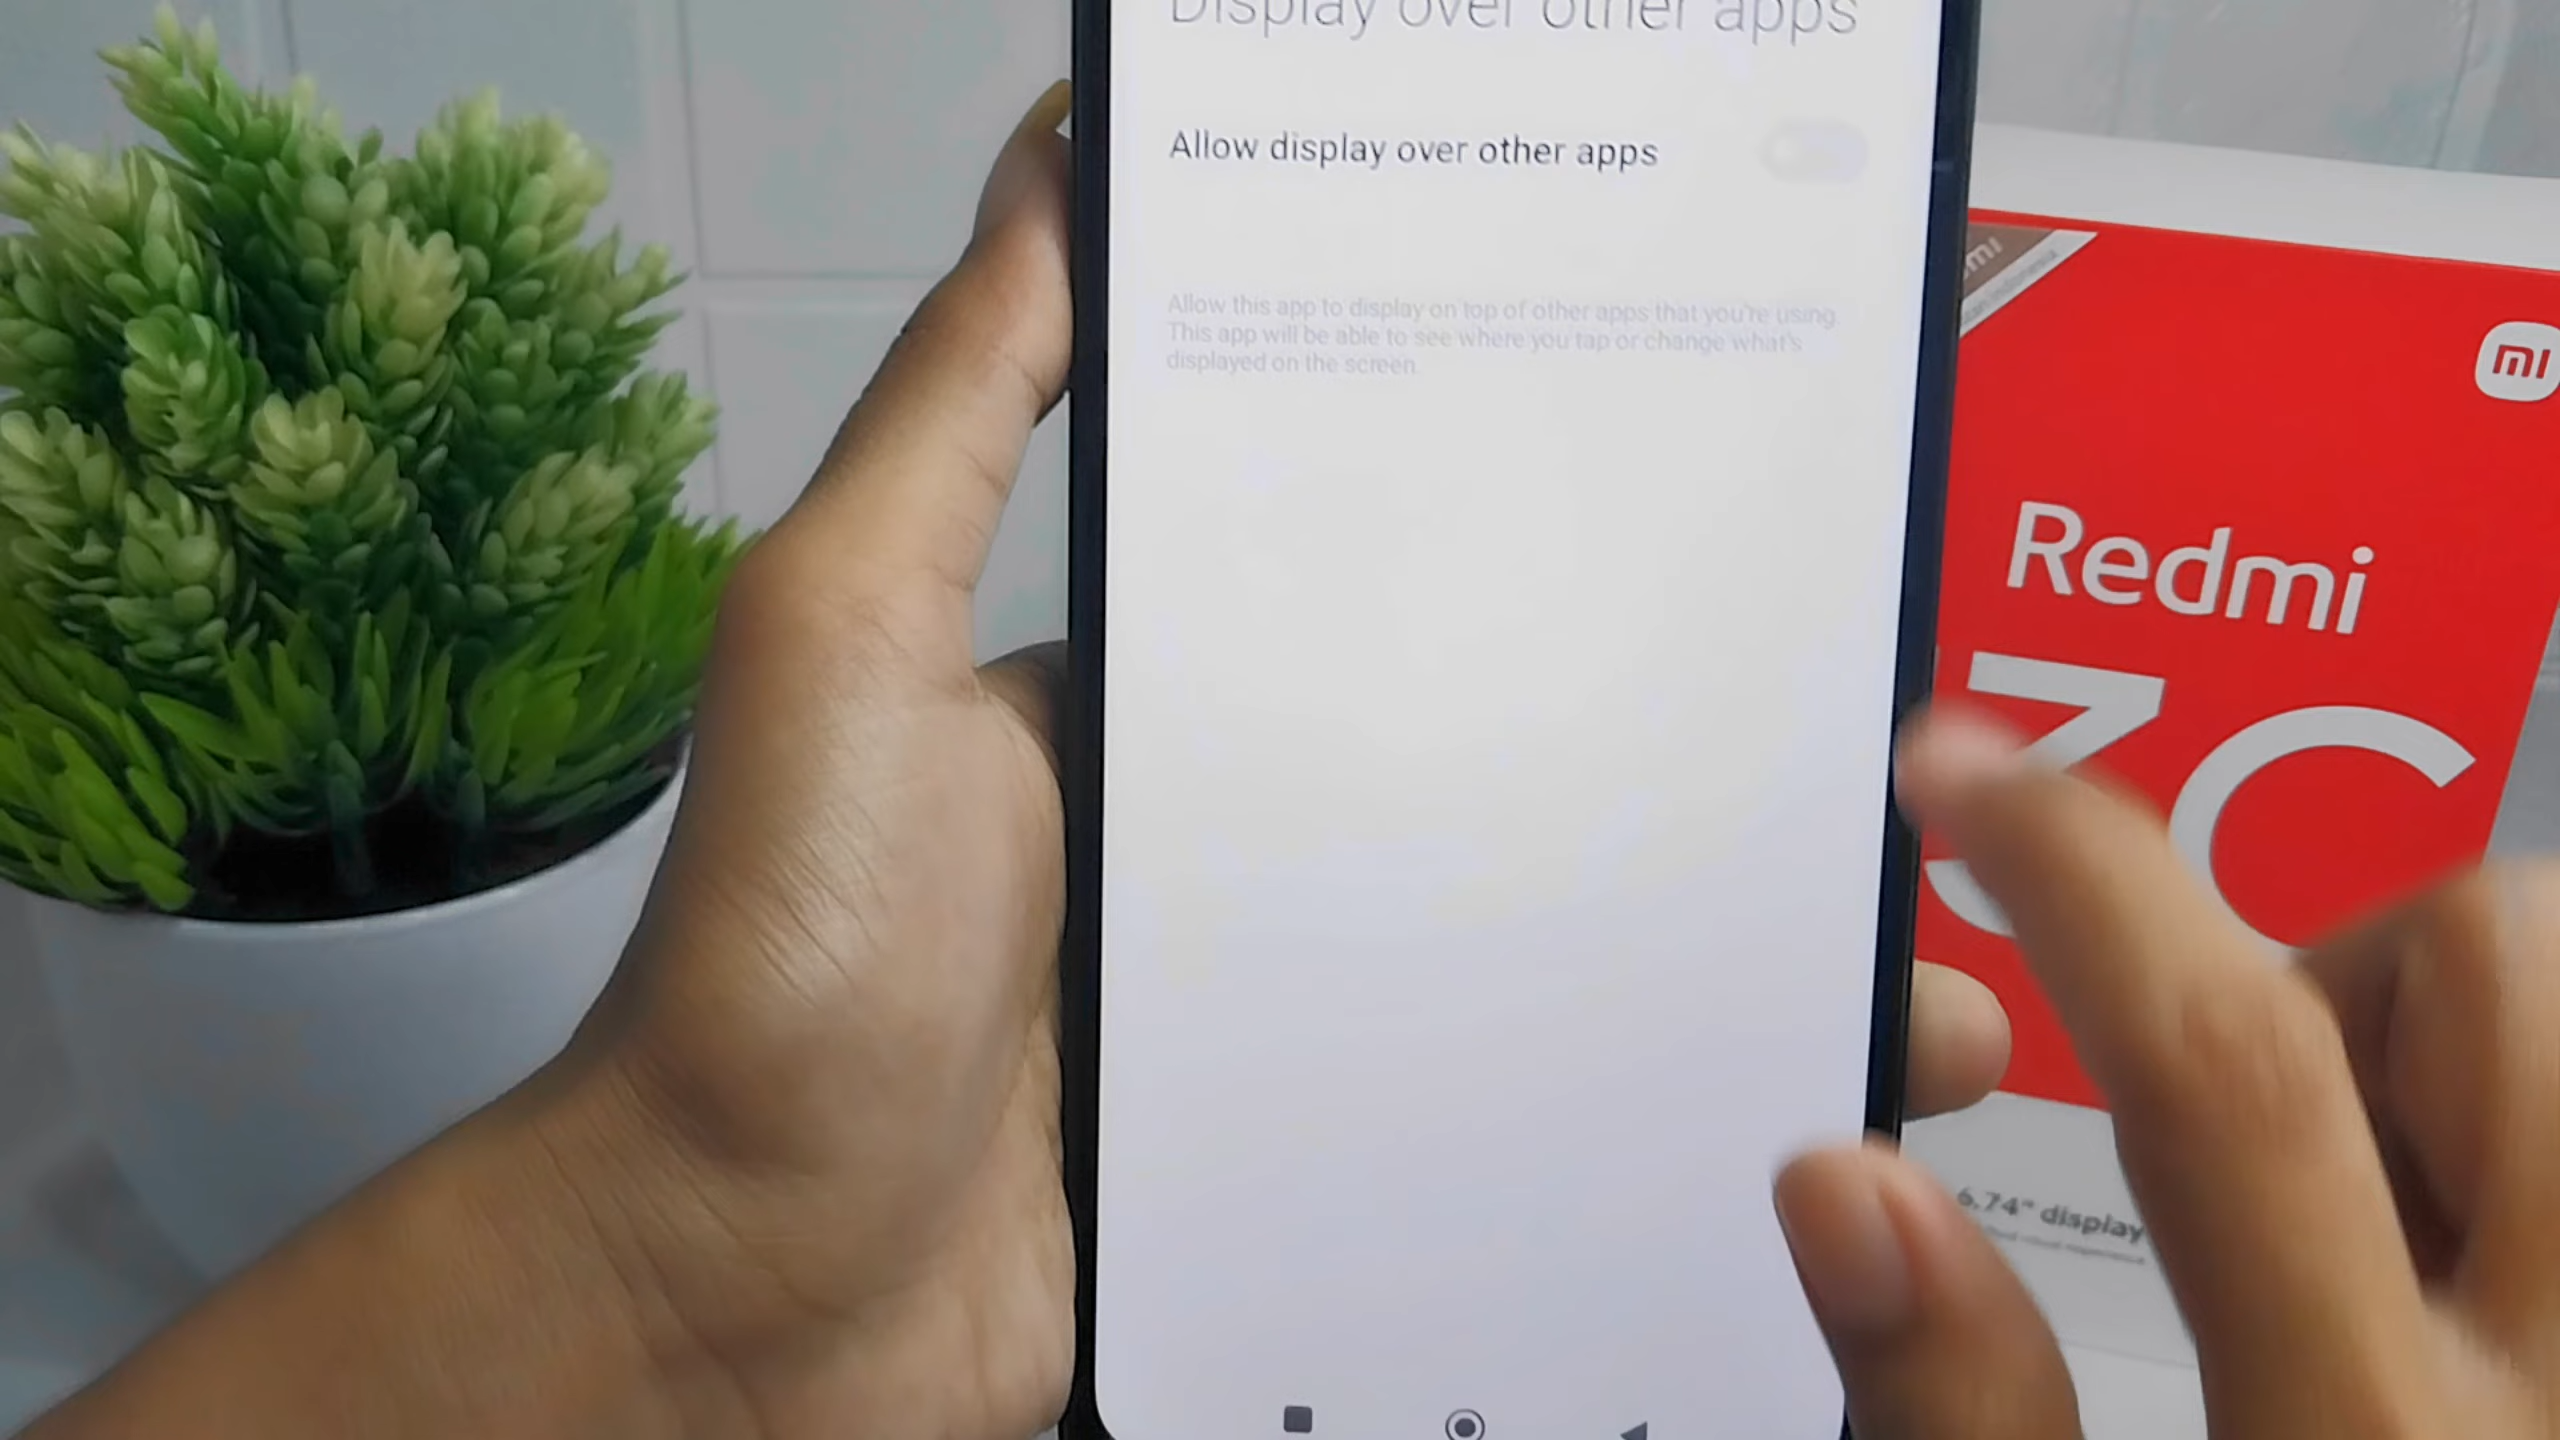 Display over other apps
Allow display over other apps
Allow this app to display on top of other apps that you're using.
This app will be able to see where you tap or change what's
displayed on the screen.
mi
mi
Redmi
3C
6.74" display